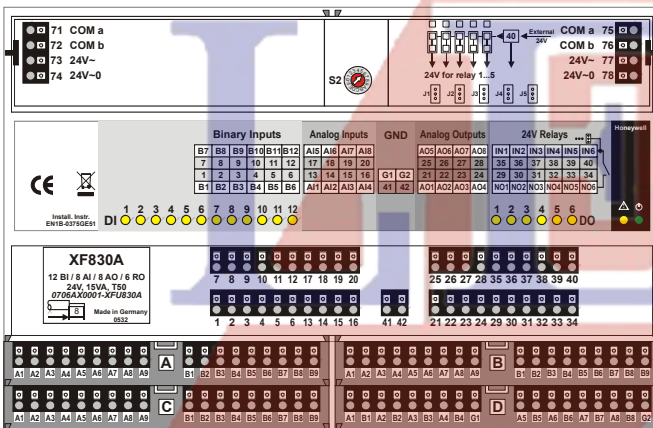 71 COM a
72 COM b
73 24V~
74 24V~0
S2
40
External 24V
24V for relay 1...5
J1 J2 J3 J4 J5
COM a 75
COM b 76
24V~ 77
24V~0 78
Binary Inputs
B7 B8 B9 B10 B11 B12
7 8 9 10 11 12
1 2 3 4 5 6
B1 B2 B3 B4 B5 B6
Analog Inputs
AI5 AI6 AI7 AI8
17 18 19 20
13 14 15 16
AI1 AI2 AI3 AI4
GND
G1 G2
41 42
Analog Outputs
AO5 AO6 AO7 AO8
25 26 27 28
21 22 23 24
AO1 AO2 AO3 AO4
24V Relays
IN1 IN2 IN3 IN4 IN5 IN6
35 36 37 38 39 40
29 30 31 32 33 34
NO1 NO2 NO3 NO4 NO5 NO6
Honeywell
CE
Install. Instr.
EN1B-0375GE51
DI 1 2 3 4 5 6 7 8 9 10 11 12
1 2 3 4 5 6 DO
XF830A
12 BI / 8 AI / 8 AO / 6 RO
24V, 15VA, T50
0706AX0001-XFU830A
8
Made in Germany
0532
7 8 9 10 11 12 17 18 19 20
25 26 27 28 35 36 37 38 39 40
1 2 3 4 5 6 13 14 15 16
41 42
21 22 23 24 29 30 31 32 33 34
A
A1 A2 A3 A4 A5 A6 A7 A8 A9
B1 B2 B3 B4 B5 B6 B7 B8 B9
B
A1 A2 A3 A4 A5 A6 A7 A8 A9
B1 B2 B3 B4 B5 B6 B7 B8 B9
C
A1 A2 A3 A4 A5 A6 A7 A8 A9
B1 B2 B3 B4 B5 B6 B7 B8 B9
D
A1 B1 A2 B2 A3 B3 A4 B4 G1
A5 B5 A6 B6 A7 B7 A8 B8 G2